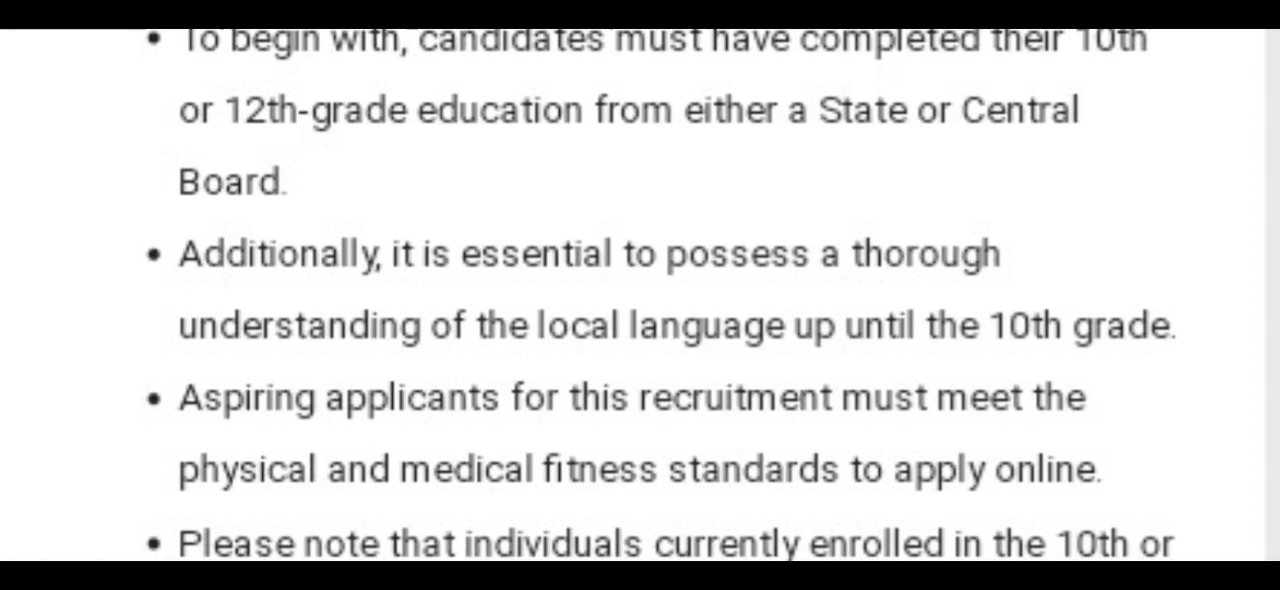 • To begin with, candidates must have completed their 10th
or 12th-grade education from either a State or Central
Board.
• Additionally, it is essential to possess a thorough
understanding of the local language up until the 10th grade.
• Aspiring applicants for this recruitment must meet the
physical and medical fitness standards to apply online.
• Please note that individuals currently enrolled in the 10th or